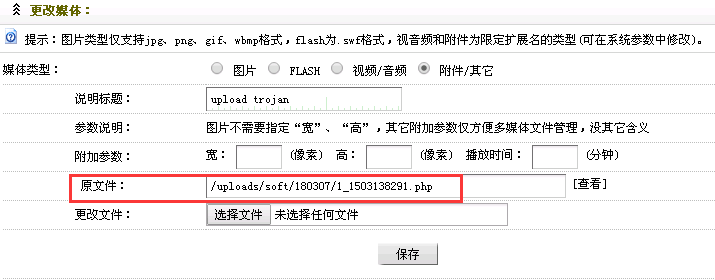 更改媒体：
提示：图片类型仅支持jpg、png、gif、wbmp格式，flash为.swf格式，视音频和附件为限定扩展名的类型(可在系统参数中修改)。
媒体类型： 图片 FLASH 视频/音频 附件/其它
说明标题： upload trojan
参数说明： 图片不需要指定“宽”、“高”，其它附加参数仅方便多媒体文件管理，没其它含义
附加参数： 宽： (像素) 高： (像素) 播放时间： (分钟)
原文件： /uploads/soft/180307/1_1503138291.php [查看]
更改文件： 选择文件 未选择任何文件
保存